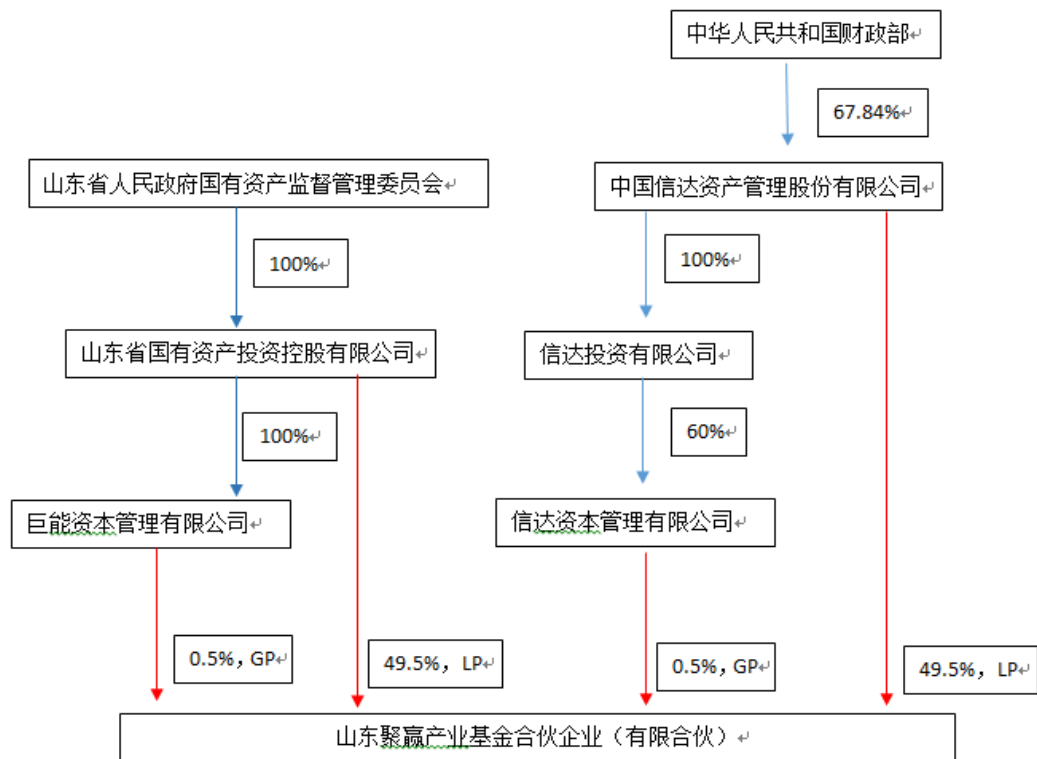 中华人民共和国财政部
67.84%
山东省人民政府国有资产监督管理委员会
中国信达资产管理股份有限公司
100%
100%
山东省国有资产投资控股有限公司
信达投资有限公司
100%
60%
巨能资本管理有限公司
信达资本管理有限公司
0.5%，GP
49.5%，LP
0.5%，GP
49.5%，LP
山东聚赢产业基金合伙企业（有限合伙）